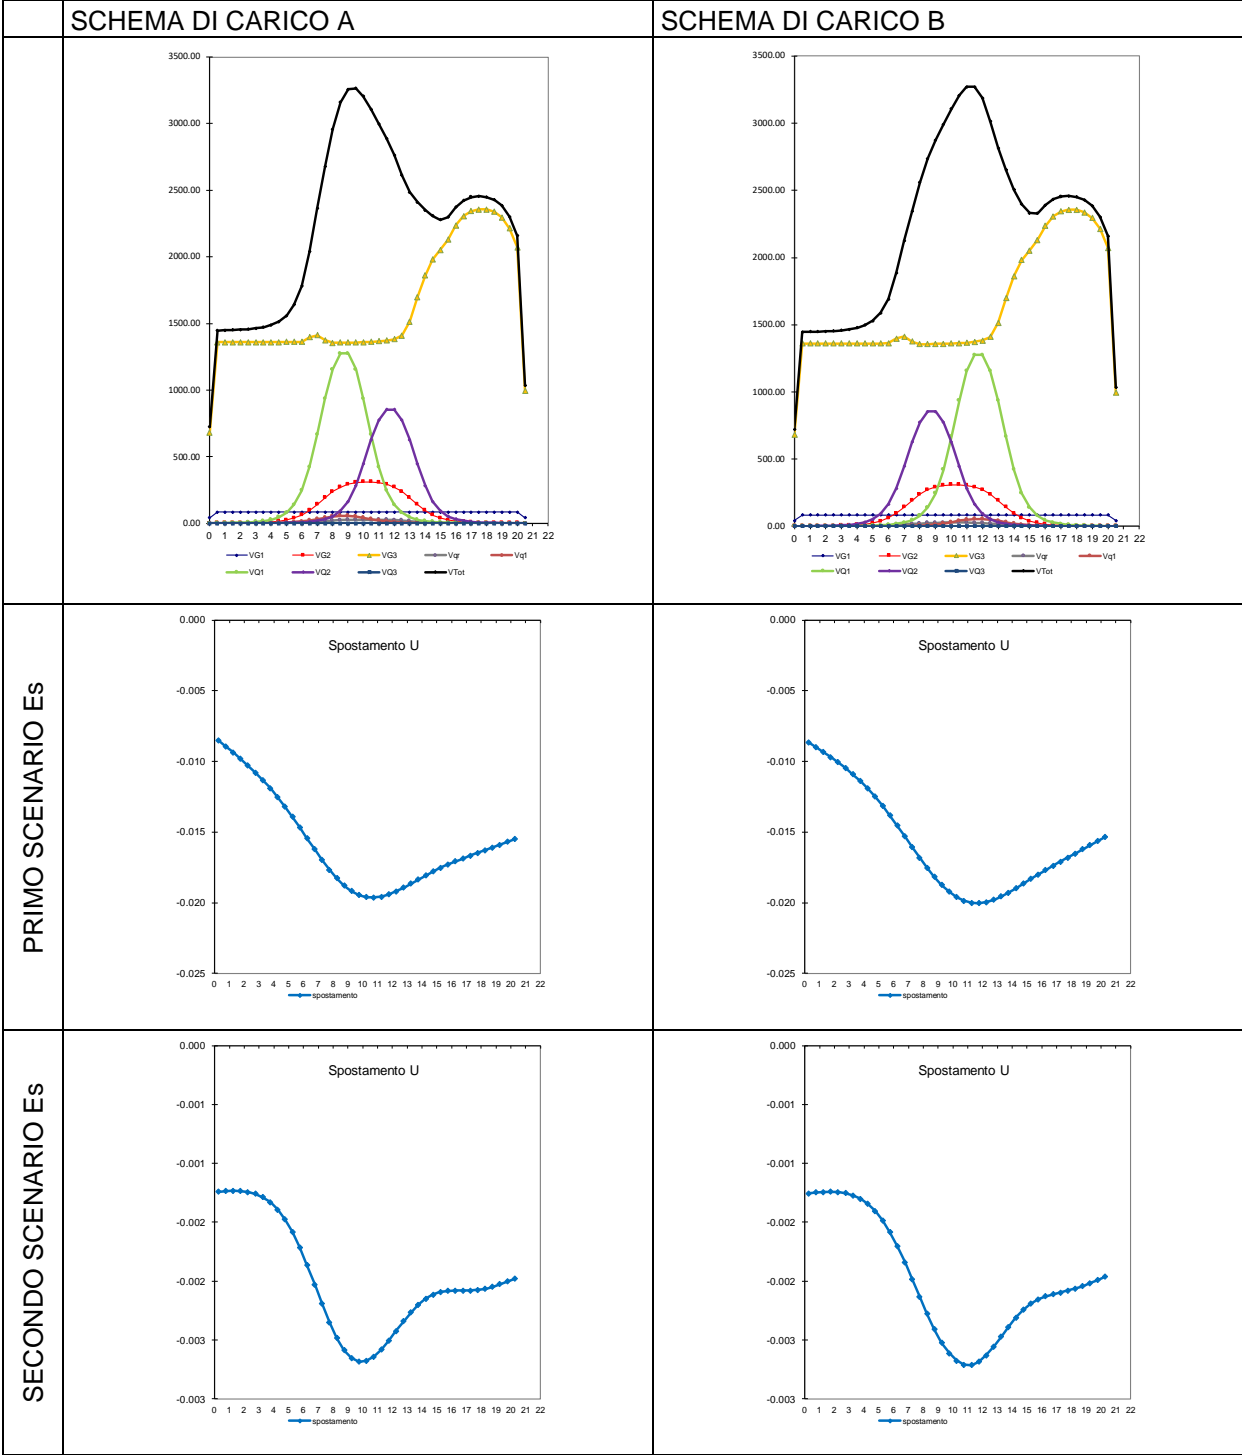 SCHEMA DI CARICO A
SCHEMA DI CARICO B
3500.00
3000.00
2500.00
2000.00
1500.00
1000.00
500.00
0.00
0 1 2 3 4 5 6 7 8 9 10 11 12 13 14 15 16 17 18 19 20 21 22
VG1 VG2 VG3 Vqr Vq1
VQ1 VQ2 VQ3 VTot
3500.00
3000.00
2500.00
2000.00
1500.00
1000.00
500.00
0.00
0 1 2 3 4 5 6 7 8 9 10 11 12 13 14 15 16 17 18 19 20 21 22
VG1 VG2 VG3 Vqr Vq1
VQ1 VQ2 VQ3 VTot
PRIMO SCENARIO Es
Spostamento U
0.000
-0.005
-0.010
-0.015
-0.020
-0.025
0 1 2 3 4 5 6 7 8 9 10 11 12 13 14 15 16 17 18 19 20 21 22
spostamento
Spostamento U
0.000
-0.005
-0.010
-0.015
-0.020
-0.025
0 1 2 3 4 5 6 7 8 9 10 11 12 13 14 15 16 17 18 19 20 21 22
spostamento
SECONDO SCENARIO Es
Spostamento U
0.000
-0.001
-0.001
-0.002
-0.002
-0.003
-0.003
0 1 2 3 4 5 6 7 8 9 10 11 12 13 14 15 16 17 18 19 20 21 22
spostamento
Spostamento U
0.000
-0.001
-0.001
-0.002
-0.002
-0.003
-0.003
0 1 2 3 4 5 6 7 8 9 10 11 12 13 14 15 16 17 18 19 20 21 22
spostamento